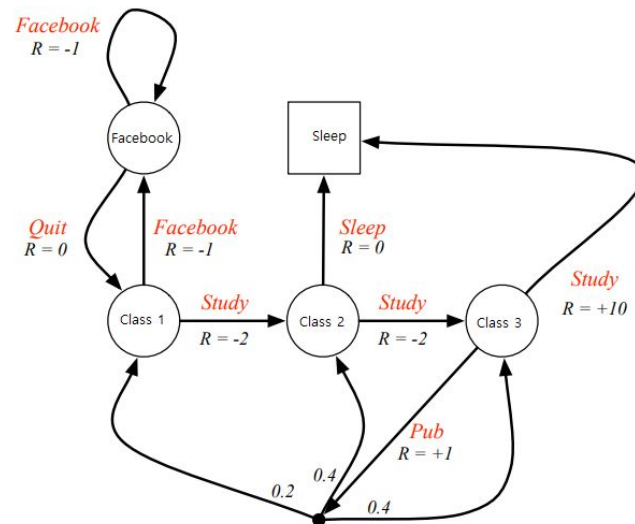 Facebook
R = -1
Facebook
Sleep
Quit
R = 0
Facebook
R = -1
Sleep
R = 0
Study
R = +10
Class 1
Study
R = -2
Class 2
Study
R = -2
Class 3
Pub
R = +1
0.2
0.4
0.4